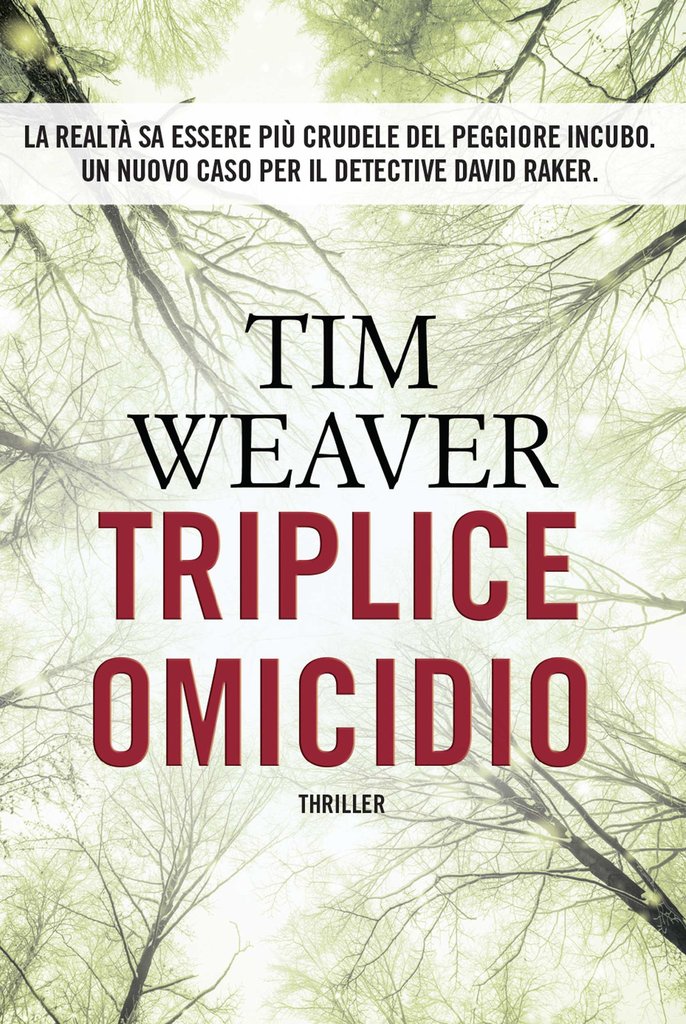 LA REALTÀ SA ESSERE PIÙ CRUDELE DEL PEGGIORE INCUBO.
UN NUOVO CASO PER IL DETECTIVE DAVID RAKER.
TIM
WEAVER
TRIPLICE
OMICIDIO
THRILLER